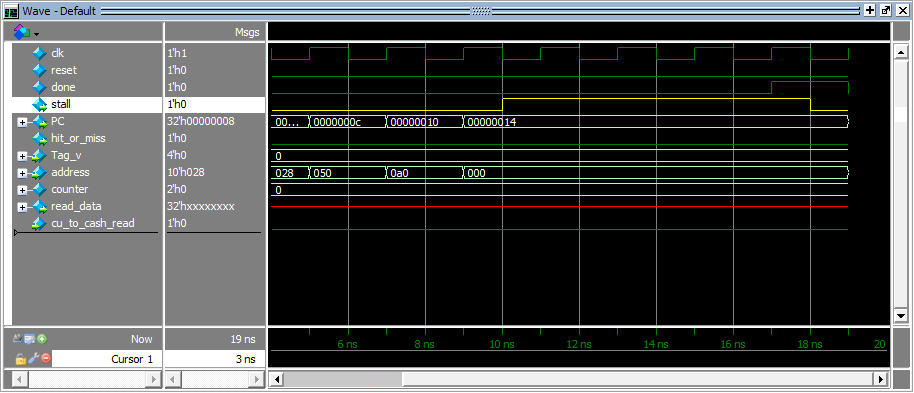 Wave - Default
Msgs
clk 1'h1
reset 1'h0
done 1'h0
stall 1'h0
PC 32'h00000008 00... 0000000c 00000010 00000014
hit_or_miss 1'h0
Tag_v 4'h0 0
address 10'h028 028 050 0a0 000
counter 2'h0 0
read_data 32'hxxxxxxxx
cu_to_cash_read 1'h0
Now 19 ns 6 ns 8 ns 10 ns 12 ns 14 ns 16 ns 18 ns 20
Cursor 1 3 ns